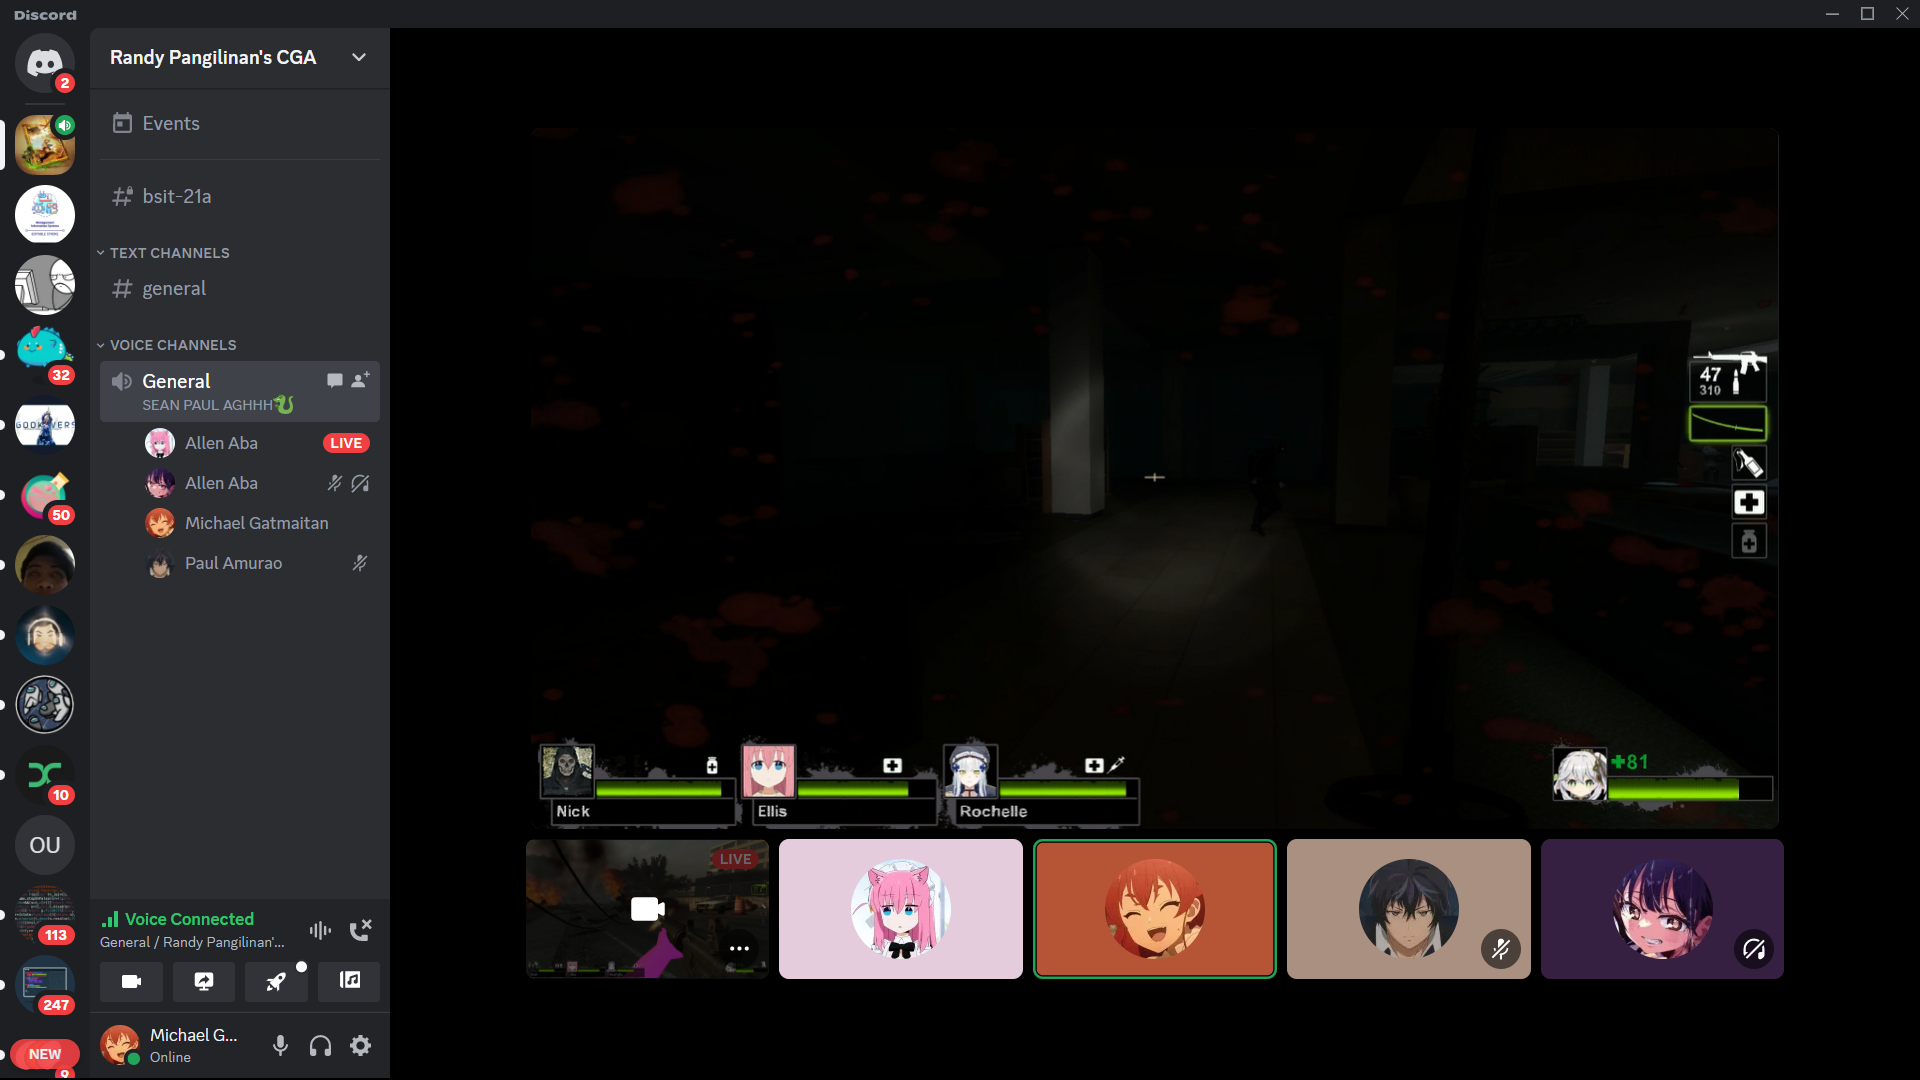 Discord
2
32
50
10
OU
113
247
NEW
9
Randy Pangilinan's CGA
Events
bsit-21a
TEXT CHANNELS
general
VOICE CHANNELS
General
SEAN PAUL AGHHH
Allen Aba
LIVE
Allen Aba
Michael Gatmaitan
Paul Amurao
Voice Connected
General / Randy Pangilinan'...
Michael G...
Online
47
310
Nick
Ellis
Rochelle
+81
LIVE